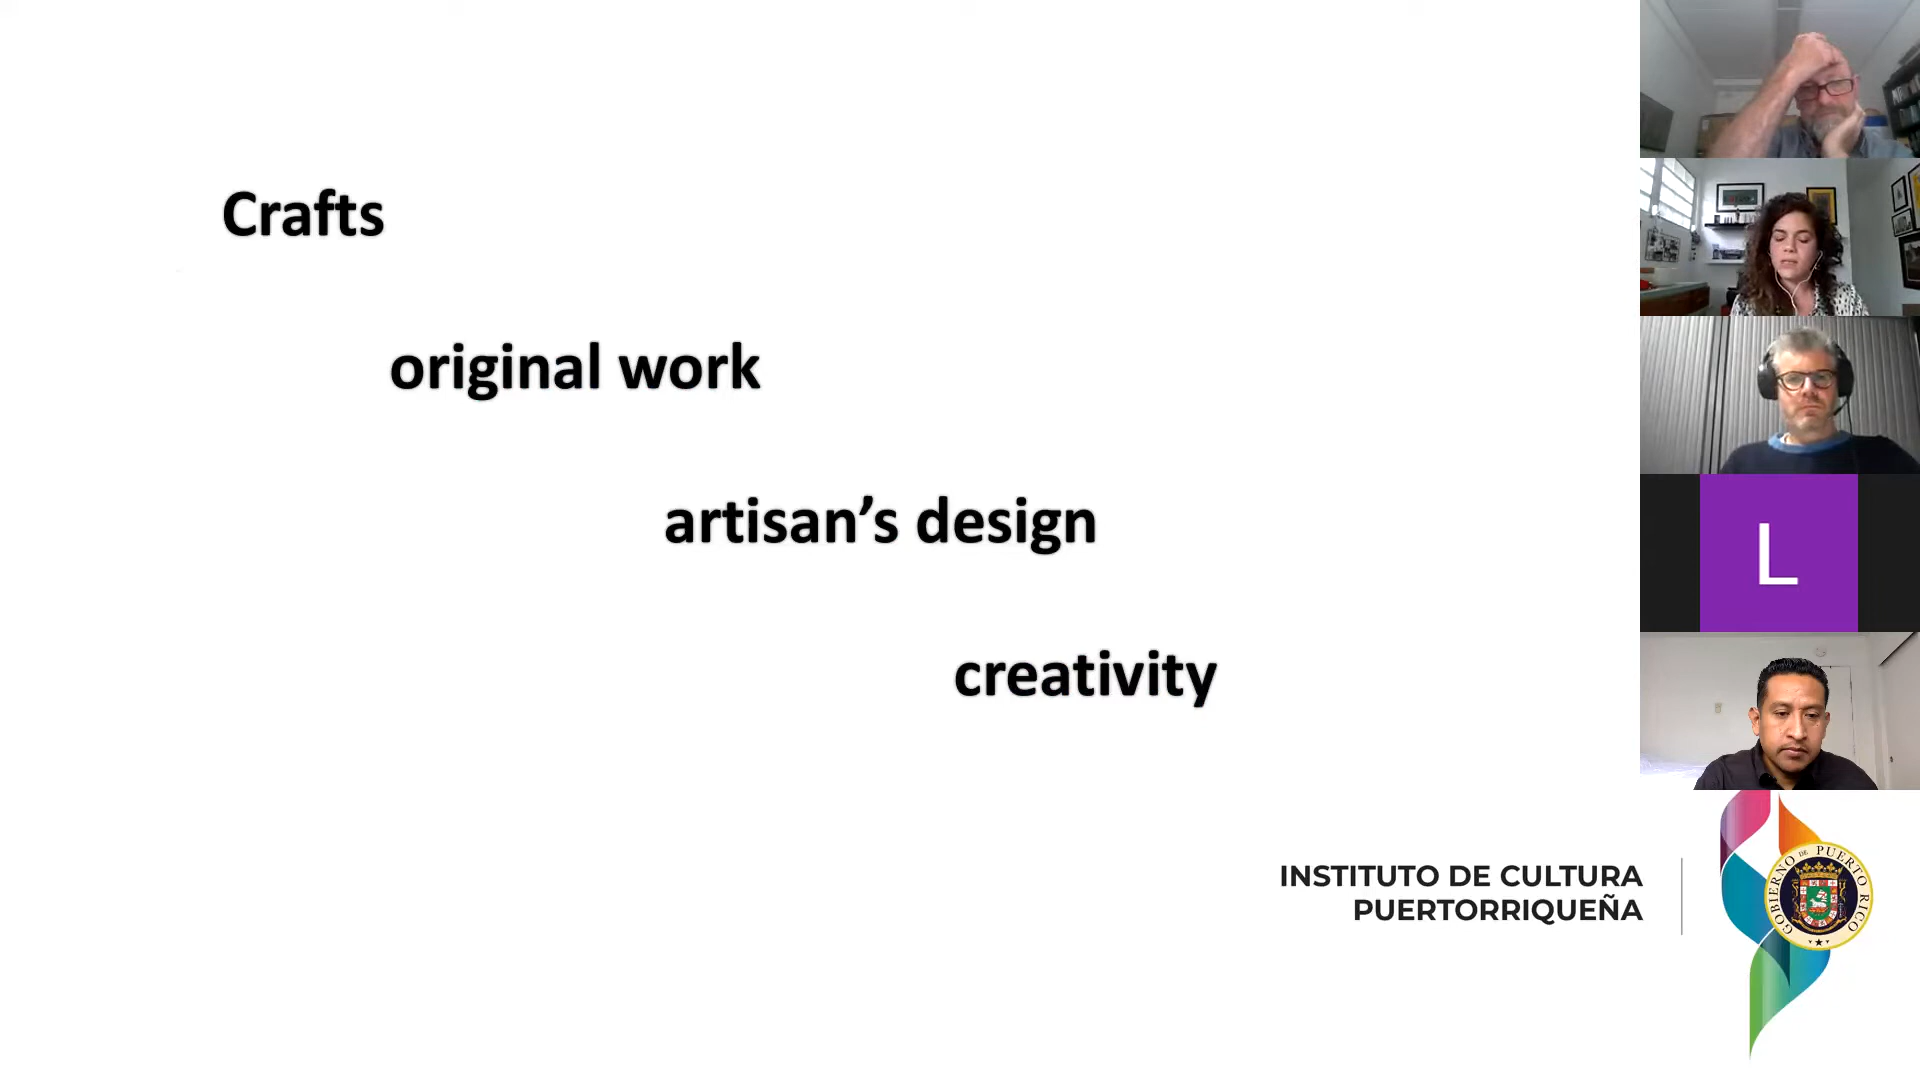 Crafts
original work
artisan’s design
creativity
L
INSTITUTO DE CULTURA
PUERTORRIQUEÑA
GOBIERNO DE PUERTO RICO